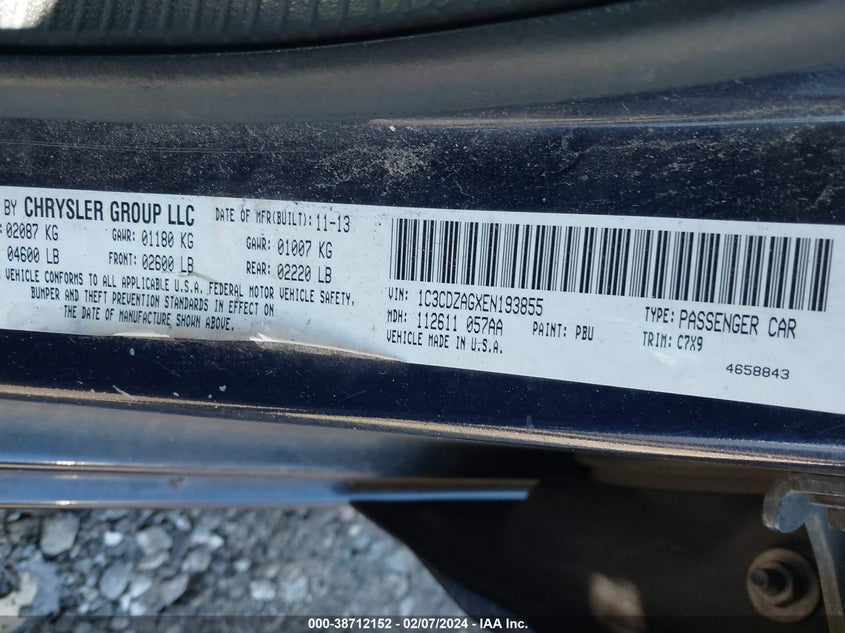 BY CHRYSLER GROUP LLC DATE OF MFR(BUILT): 11-13
02087 KG GAWR: 01180 KG GAWR: 01007 KG
04600 LB FRONT: 02600 LB REAR: 02220 LB
VEHICLE CONFORMS TO ALL APPLICABLE U.S.A. FEDERAL MOTOR VEHICLE SAFETY,
BUMPER AND THEFT PREVENTION STANDARDS IN EFFECT ON
THE DATE OF MANUFACTURE SHOWN ABOVE.
VIN: 1C3CDZAGXEN193855 TYPE: PASSENGER CAR
MDH: 112611 057AA PAINT: PBU TRIM: C7X9
VEHICLE MADE IN U.S.A.
4658843
000-38712152 - 02/07/2024 - IAA Inc.